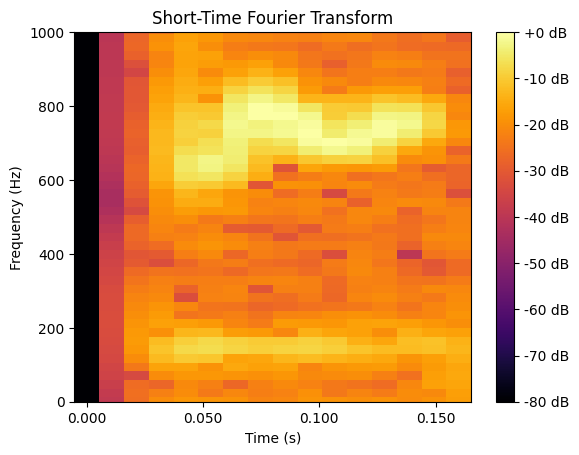 Short-Time Fourier Transform
1000
800
600
400
200
0
Frequency (Hz)
0.000
0.050
0.100
0.150
Time (s)
+0 dB
-10 dB
-20 dB
-30 dB
-40 dB
-50 dB
-60 dB
-70 dB
-80 dB